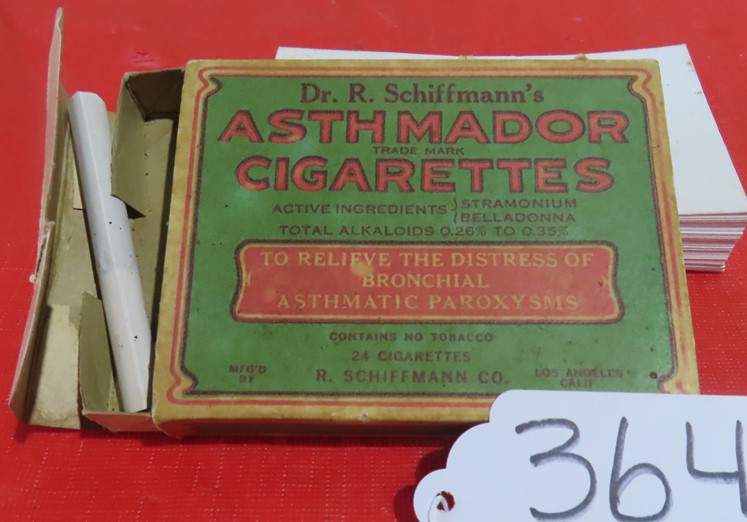 Dr. R. Schiffmann's
ASTHMADOR
TRADE MARK
CIGARETTES
ACTIVE INGREDIENTS { STRAMONIUM
BELLADONNA
TOTAL ALKALOIDS 0.26% TO 0.35%
TO RELIEVE THE DISTRESS OF
BRONCHIAL
ASTHMATIC PAROXYSMS
CONTAINS NO TOBACCO
24 CIGARETTES
MFG'D BY
R. SCHIFFMANN CO.
LOS ANGELES
CALIF.
364